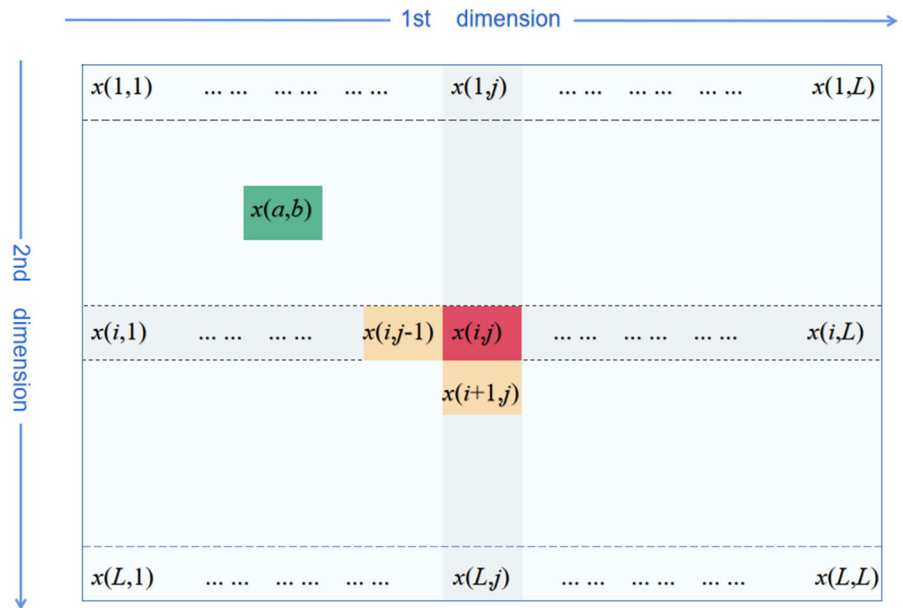 1st dimension
2nd dimension
x(1,1) ... ... ... ... ... ... x(1,j) ... ... ... ... ... ... x(1,L)
x(a,b)
x(i,1) ... ... ... ... x(i,j-1) x(i,j) ... ... ... ... ... ... x(i,L)
x(i+1,j)
x(L,1) ... ... ... ... ... ... x(L,j) ... ... ... ... ... ... x(L,L)